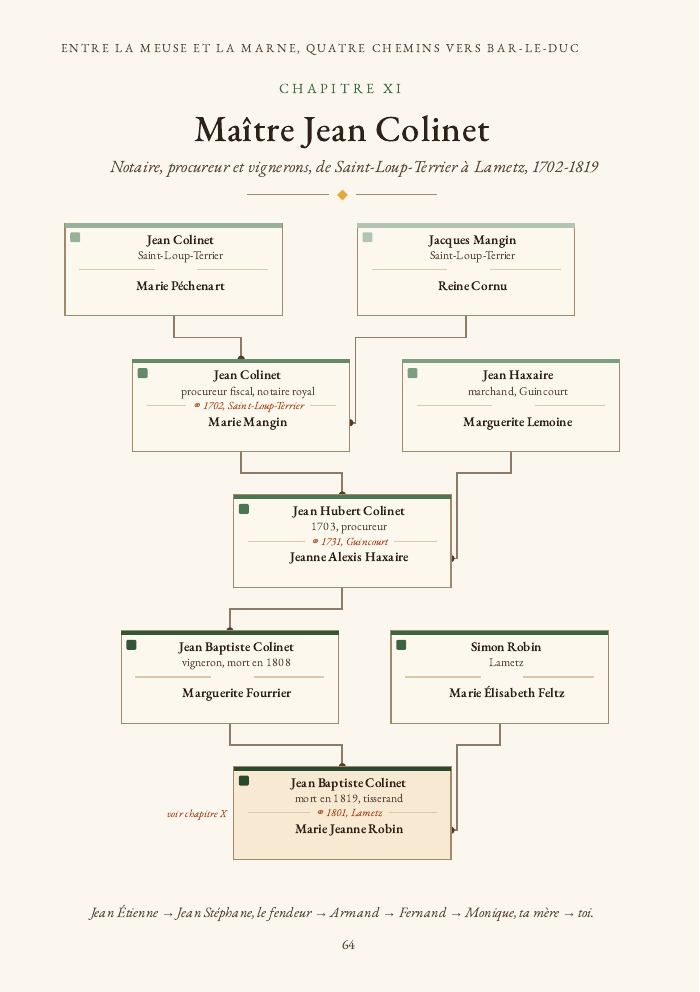 ENTRE LA MEUSE ET LA MARNE, QUATRE CHEMINS VERS BAR-LE-DUC
CHAPITRE XI
Maître Jean Colinet
Notaire, procureur et vignerons, de Saint-Loup-Terrier à Lametz, 1702-1819
Jean Colinet
Saint-Loup-Terrier
Marie Péchenart
Jacques Mangin
Saint-Loup-Terrier
Reine Cornu
Jean Colinet
procureur fiscal, notaire royal
⚭ 1702, Saint-Loup-Terrier
Marie Mangin
Jean Haxaire
marchand, Guincourt
Marguerite Lemoine
Jean Hubert Colinet
1703, procureur
⚭ 1731, Guincourt
Jeanne Alexis Haxaire
Jean Baptiste Colinet
vigneron, mort en 1808
Marguerite Fourrier
Simon Robin
Lametz
Marie Élisabeth Feltz
Jean Baptiste Colinet
mort en 1819, tisserand
⚭ 1801, Lametz
Marie Jeanne Robin
voir chapitre X
Jean Étienne → Jean Stéphane, le fendeur → Armand → Fernand → Monique, ta mère → toi.
64